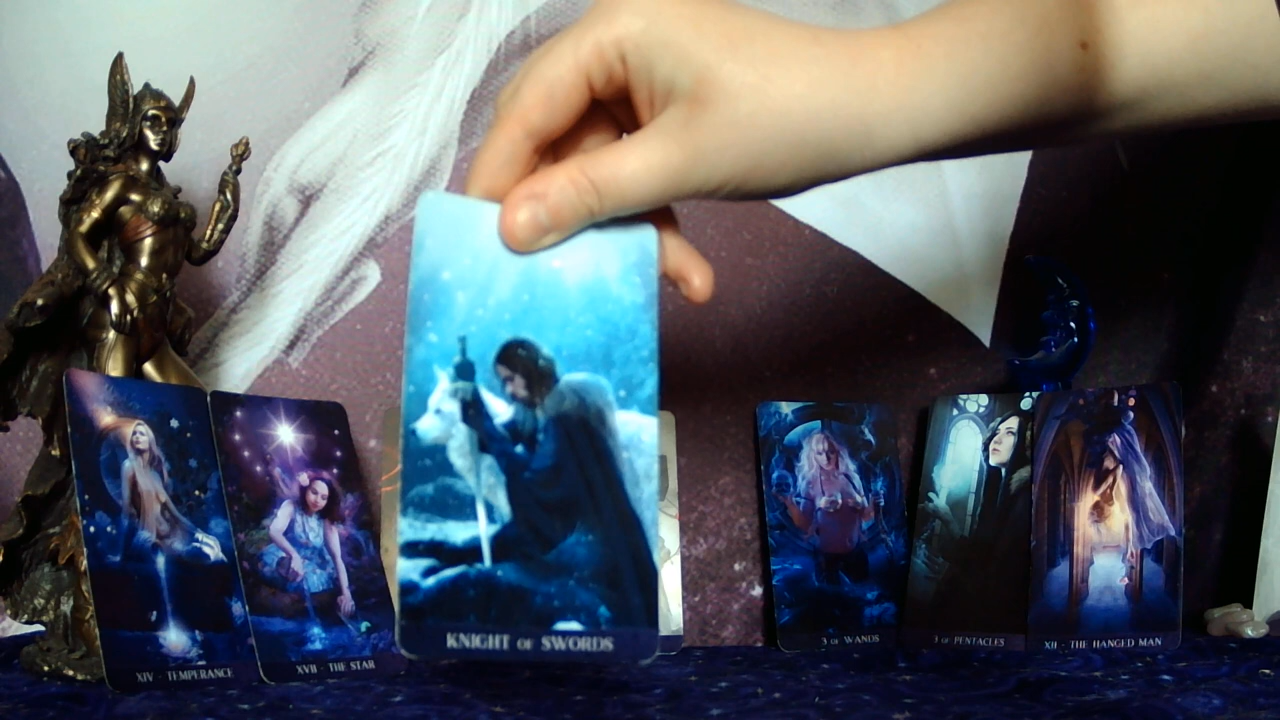 XIV - TEMPERANCE
XVII - THE STAR
KNIGHT OF SWORDS
3 OF WANDS
3 OF PENTACLES
XII - THE HANGED MAN